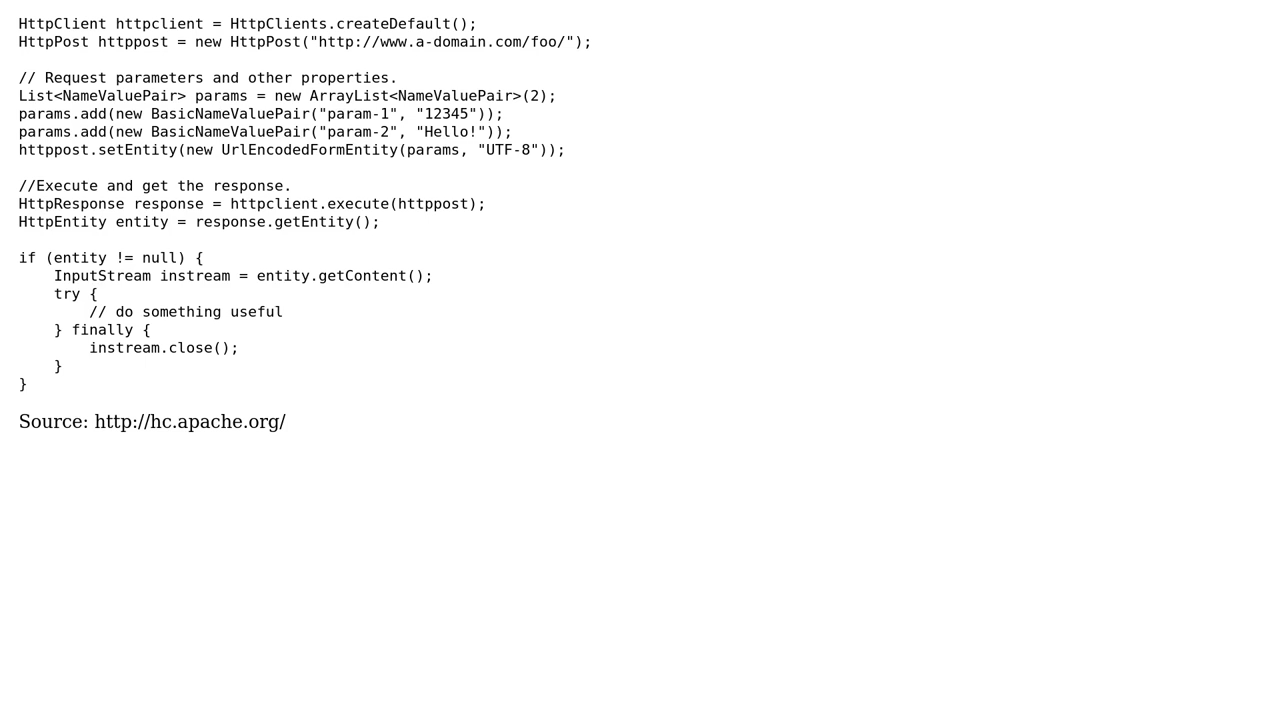 HttpClient httpclient = HttpClients.createDefault();
HttpPost httppost = new HttpPost("http://www.a-domain.com/foo/");

// Request parameters and other properties.
List<NameValuePair> params = new ArrayList<NameValuePair>(2);
params.add(new BasicNameValuePair("param-1", "12345"));
params.add(new BasicNameValuePair("param-2", "Hello!"));
httppost.setEntity(new UrlEncodedFormEntity(params, "UTF-8"));

//Execute and get the response.
HttpResponse response = httpclient.execute(httppost);
HttpEntity entity = response.getEntity();

if (entity != null) {
    InputStream instream = entity.getContent();
    try {
        // do something useful
    } finally {
        instream.close();
    }
}

Source: http://hc.apache.org/